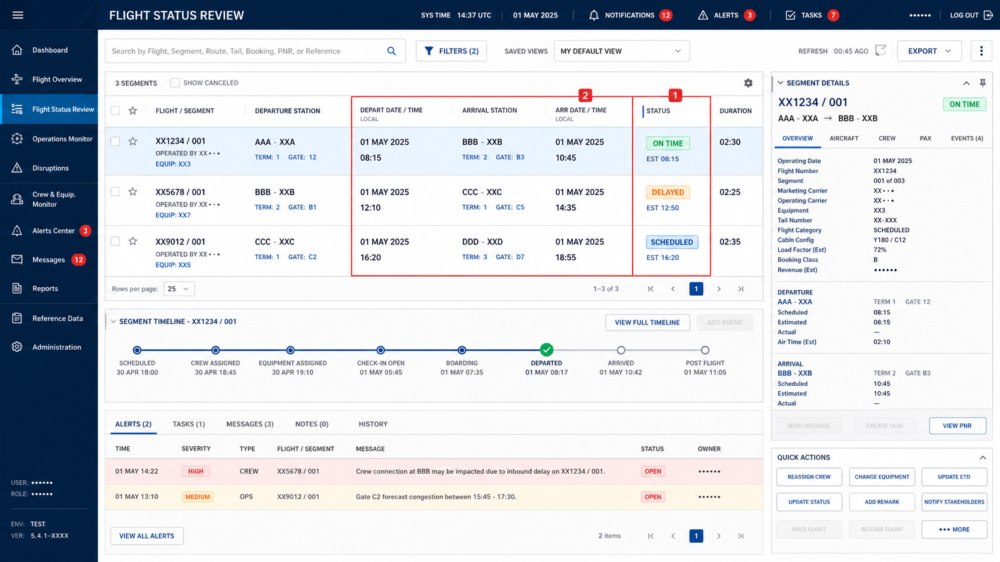 FLIGHT STATUS REVIEW
SYS TIME 14:37 UTC
01 MAY 2025
NOTIFICATIONS 12
ALERTS 3
TASKS 7
••••••
LOG OUT
Dashboard
Flight Overview
Flight Status Review
Operations Monitor
Disruptions
Crew & Equip.
Monitor
Alerts Center 3
Messages 12
Reports
Reference Data
Administration
USER: ••••••
ROLE: ••••••
ENV: TEST
VER: 5.4.1-XXXX
Search by Flight, Segment, Route, Tail, Booking, PNR, or Reference
FILTERS (2)
SAVED VIEWS
MY DEFAULT VIEW
REFRESH 00:45 AGO
EXPORT
3 SEGMENTS
SHOW CANCELED
2
1
FLIGHT / SEGMENT DEPARTURE STATION DEPART DATE / TIME ARRIVAL STATION ARR DATE / TIME STATUS DURATION
LOCAL LOCAL
XX1234 / 001 AAA - XXA 01 MAY 2025 BBB - XXB 01 MAY 2025 ON TIME 02:30
OPERATED BY XX••• TERM: 1 GATE: 12 08:15 TERM: 2 GATE: B3 10:45 EST 08:15
EQUIP: XX3
XX5678 / 001 BBB - XXB 01 MAY 2025 CCC - XXC 01 MAY 2025 DELAYED 02:25
OPERATED BY XX••• TERM: 2 GATE: B1 12:10 TERM: 1 GATE: C5 14:35 EST 12:50
EQUIP: XX7
XX9012 / 001 CCC - XXC 01 MAY 2025 DDD - XXD 01 MAY 2025 SCHEDULED 02:35
OPERATED BY XX••• TERM: 1 GATE: C2 16:20 TERM: 3 GATE: D7 18:55 EST 16:20
EQUIP: XX5
Rows per page: 25
1–3 of 3
1
SEGMENT TIMELINE - XX1234 / 001
VIEW FULL TIMELINE
ADD EVENT
SCHEDULED CREW ASSIGNED EQUIPMENT ASSIGNED CHECK-IN OPEN BOARDING DEPARTED ARRIVED POST FLIGHT
30 APR 18:00 30 APR 18:45 30 APR 19:10 01 MAY 05:45 01 MAY 07:35 01 MAY 08:17 01 MAY 10:42 01 MAY 11:05
ALERTS (2) TASKS (1) MESSAGES (3) NOTES (0) HISTORY
TIME SEVERITY TYPE FLIGHT / SEGMENT MESSAGE STATUS OWNER
01 MAY 14:22 HIGH CREW XX5678 / 001 Crew connection at BBB may be impacted due to inbound delay on XX1234 / 001. OPEN ••••••
01 MAY 13:10 MEDIUM OPS XX9012 / 001 Gate C2 forecast congestion between 15:45 - 17:30. OPEN ••••••
VIEW ALL ALERTS
2 items
1
SEGMENT DETAILS
XX1234 / 001
ON TIME
AAA - XXA → BBB - XXB
OVERVIEW AIRCRAFT CREW PAX EVENTS (4)
Operating Date 01 MAY 2025
Flight Number XX1234
Segment 001 of 003
Marketing Carrier XX•••
Operating Carrier XX•••
Equipment XX3
Tail Number XX-XXX
Flight Category SCHEDULED
Cabin Config Y180 / C12
Load Factor (Est) 72%
Booking Class B
Revenue (Est) ••••••
DEPARTURE
AAA - XXA TERM 1 GATE 12
Scheduled 08:15
Estimated 08:15
Actual —
Air Time (Est) 02:10
ARRIVAL
BBB - XXB TERM 2 GATE B3
Scheduled 10:45
Estimated 10:45
Actual —
SEND MESSAGE CREATE TASK VIEW PNR
QUICK ACTIONS
REASSIGN CREW CHANGE EQUIPMENT UPDATE ETD
UPDATE STATUS ADD REMARK NOTIFY STAKEHOLDERS
HOLD FLIGHT RELEASE FLIGHT ••• MORE